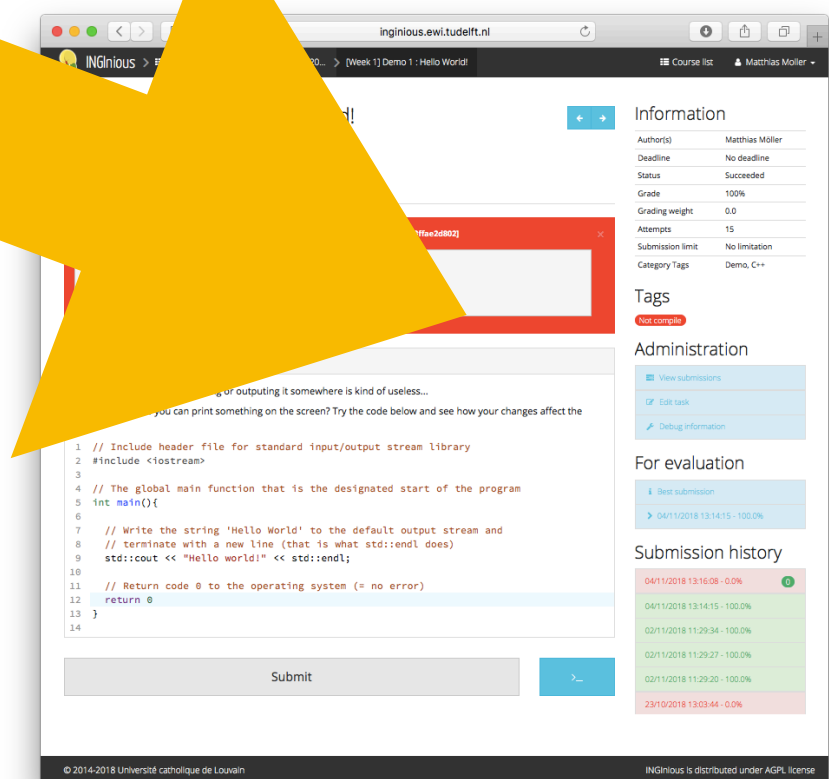 inginious.ewi.tudelft.nl
INGInious >
20... > [Week 1] Demo 1 : Hello World!
Course list
Matthias Moller
d!
ffae2d802]
×
g or outputing it somewhere is kind of useless...
you can print something on the screen? Try the code below and see how your changes affect the
1 // Include header file for standard input/output stream library
2 #include <iostream>
3
4 // The global main function that is the designated start of the program
5 int main(){
6
7 // Write the string 'Hello World' to the default output stream and
8 // terminate with a new line (that is what std::endl does)
9 std::cout << "Hello world!" << std::endl;
10
11 // Return code 0 to the operating system (= no error)
12 return 0
13 }
14
Submit
>_
Information
Author(s) Matthias Möller
Deadline No deadline
Status Succeeded
Grade 100%
Grading weight 0.0
Attempts 15
Submission limit No limitation
Category Tags Demo, C++
Tags
Not compile
Administration
View submissions
Edit task
Debug information
For evaluation
Best submission
04/11/2018 13:14:15 - 100.0%
Submission history
04/11/2018 13:16:08 - 0.0% 0
04/11/2018 13:14:15 - 100.0%
02/11/2018 11:29:34 - 100.0%
02/11/2018 11:29:27 - 100.0%
02/11/2018 11:29:20 - 100.0%
23/10/2018 13:03:44 - 0.0%
© 2014-2018 Université catholique de Louvain
INGInious is distributed under AGPL license